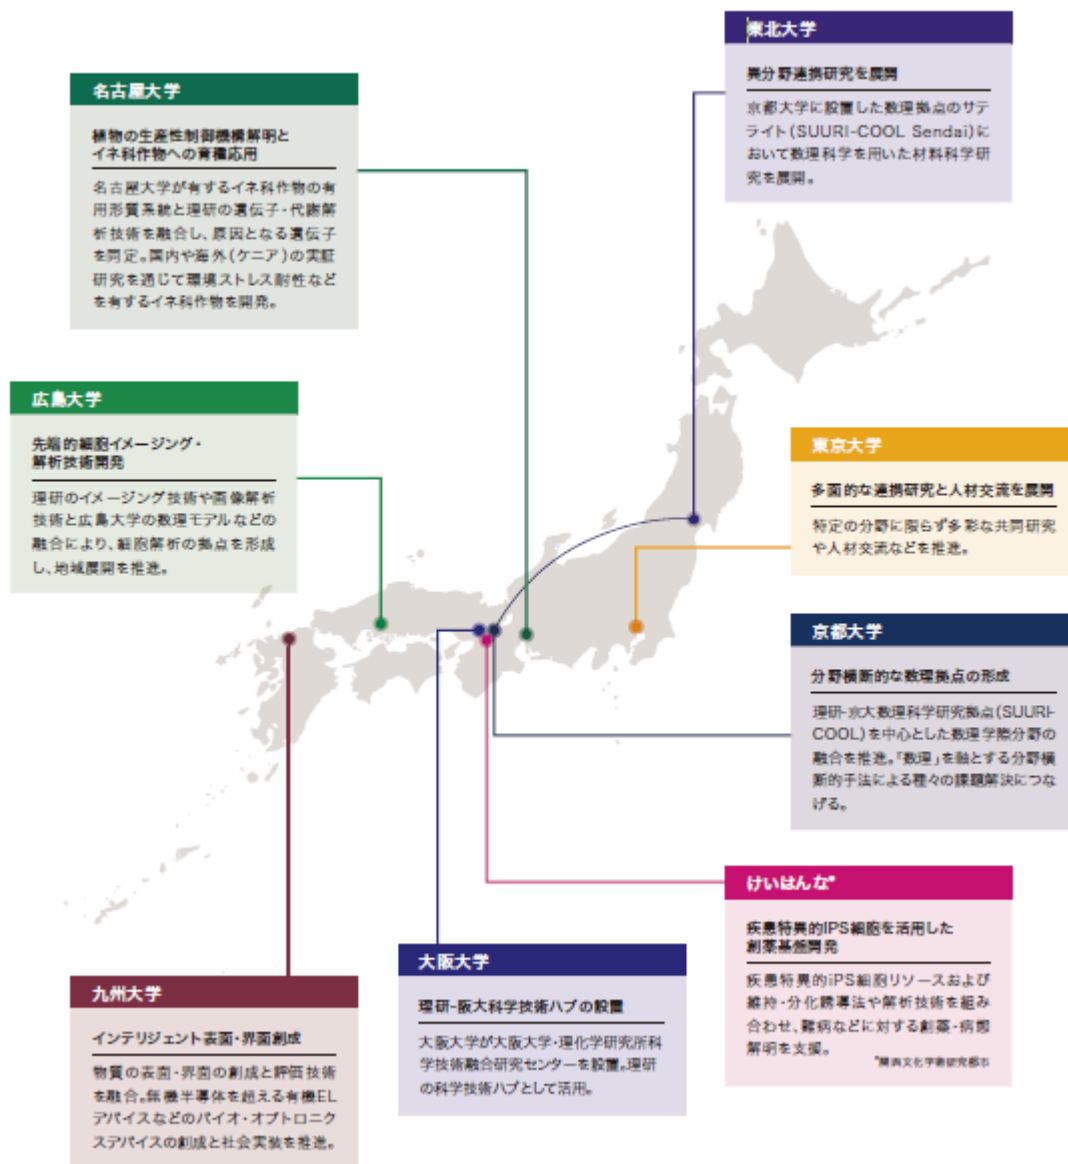 東北大学
異分野連携研究を展開
京都大学に設置した数理拠点のサテ
ライト(SUURI-COOL Sendai)に
おいて数理科学を用いた材料科学研
究を展開。
名古屋大学
植物の生産性制御機構解明と
イネ科作物への育種応用
名古屋大学が有するイネ科作物の有
用形質系統と理研の遺伝子・代謝解
析技術を融合し、原因となる遺伝子
を同定。国内や海外(ケニア)の実証
研究を通じて環境ストレス耐性など
を有するイネ科作物を開発。
広島大学
先端的細胞イメージング・
解析技術開発
理研のイメージング技術や画像解析
技術と広島大学の数理モデルなどの
融合により、細胞解析の拠点を形成
し、地域展開を推進。
東京大学
多面的な連携研究と人材交流を展開
特定の分野に限らず多彩な共同研究
や人材交流などを推進。
京都大学
分野横断的な数理拠点の形成
理研-京大数理科学研究拠点(SUURI-
COOL)を中心とした数理学際分野の
融合を推進。「数理」を軸とする分野横
断的手法による種々の課題解決につな
げる。
けいはんな*
疾患特異的iPS細胞を活用した
創薬基盤開発
疾患特異的iPS細胞リソースおよび
維持・分化誘導法や解析技術を組み
合わせ、難病などに対する創薬・病態
解明を支援。
*関西文化学術研究都市
大阪大学
理研-阪大科学技術ハブの設置
大阪大学が大阪大学・理化学研究所科
学技術融合研究センターを設置。理研
の科学技術ハブとして活用。
九州大学
インテリジェント表面・界面創成
物質の表面・界面の創成と評価技術
を融合。無機半導体を超える有機EL
デバイスなどのバイオ・オプトロニク
スデバイスの創成と社会実装を推進。